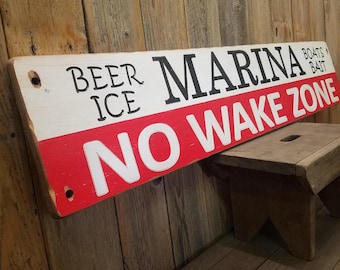 BEER ICE MARINA BOATS BAIT
NO WAKE ZONE